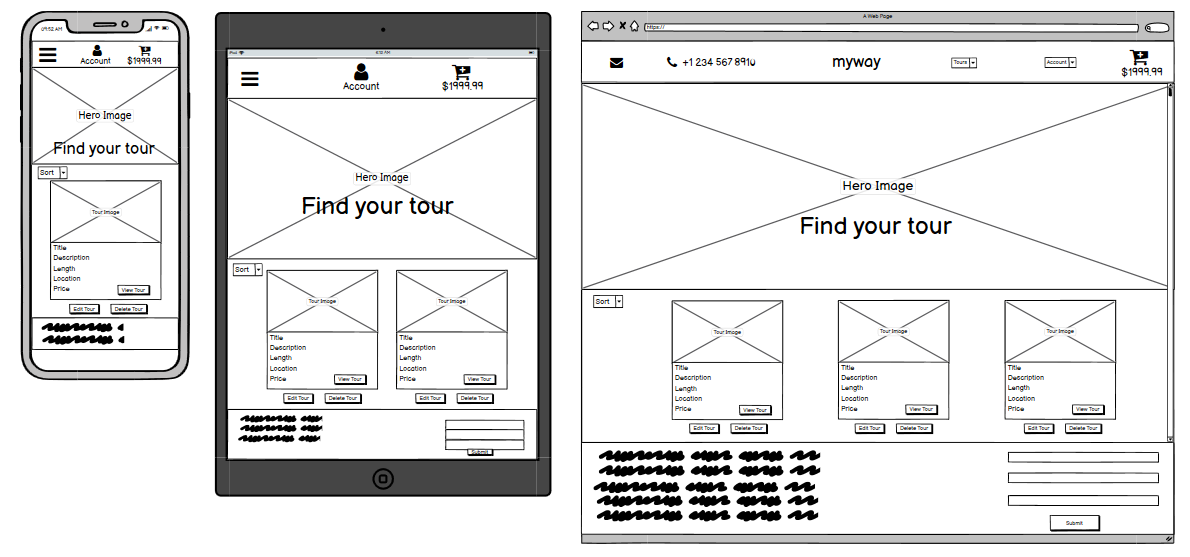 09:52 AM
Account
$1999.99
Hero Image
Find your tour
Sort
Tour Image
Title
Description
Length
Location
Price
View Tour
Edit Tour
Delete Tour
iPod
Account
$1999.99
Hero Image
Find your tour
Sort
Tour Image
Title
Description
Length
Location
Price
View Tour
Edit Tour
Delete Tour
Tour Image
Title
Description
Length
Location
Price
View Tour
Edit Tour
Delete Tour
Submit
A Web Page
https://
+1 234 567 8910
myway
Tours
Account
$1999.99
Hero Image
Find your tour
Sort
Tour Image
Title
Description
Length
Location
Price
View Tour
Edit Tour
Delete Tour
Tour Image
Title
Description
Length
Location
Price
View Tour
Edit Tour
Delete Tour
Tour Image
Title
Description
Length
Location
Price
View Tour
Edit Tour
Delete Tour
Submit